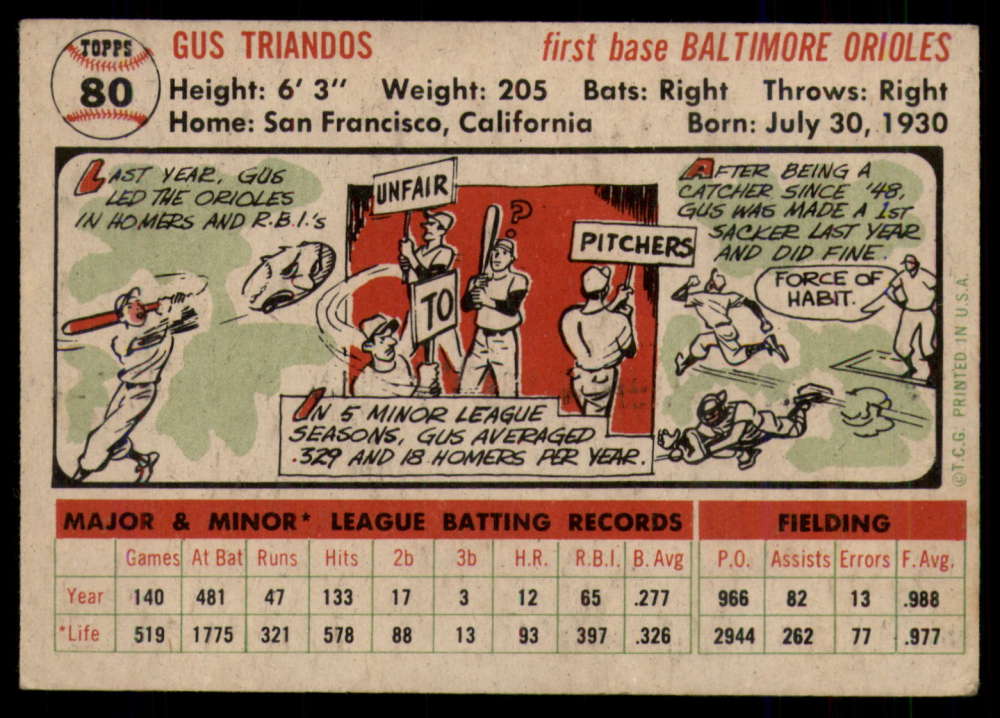 TOPPS
80
GUS TRIANDOS first base BALTIMORE ORIOLES
Height: 6' 3" Weight: 205 Bats: Right Throws: Right
Home: San Francisco, California Born: July 30, 1930
LAST YEAR, GUS
LED THE ORIOLES
IN HOMERS AND R.B.I.'s
UNFAIR
TO
?
PITCHERS
IN 5 MINOR LEAGUE
SEASONS, GUS AVERAGED
.329 AND 18 HOMERS PER YEAR.
AFTER BEING A
CATCHER SINCE '48,
GUS WAS MADE A 1ST
SACKER LAST YEAR
AND DID FINE.
FORCE OF
HABIT.
©T.C.G. PRINTED IN U.S.A.
MAJOR & MINOR* LEAGUE BATTING RECORDS FIELDING
Games At Bat Runs Hits 2b 3b H.R. R.B.I. B. Avg P.O. Assists Errors F. Avg.
Year 140 481 47 133 17 3 12 65 .277 966 82 13 .988
*Life 519 1775 321 578 88 13 93 397 .326 2944 262 77 .977